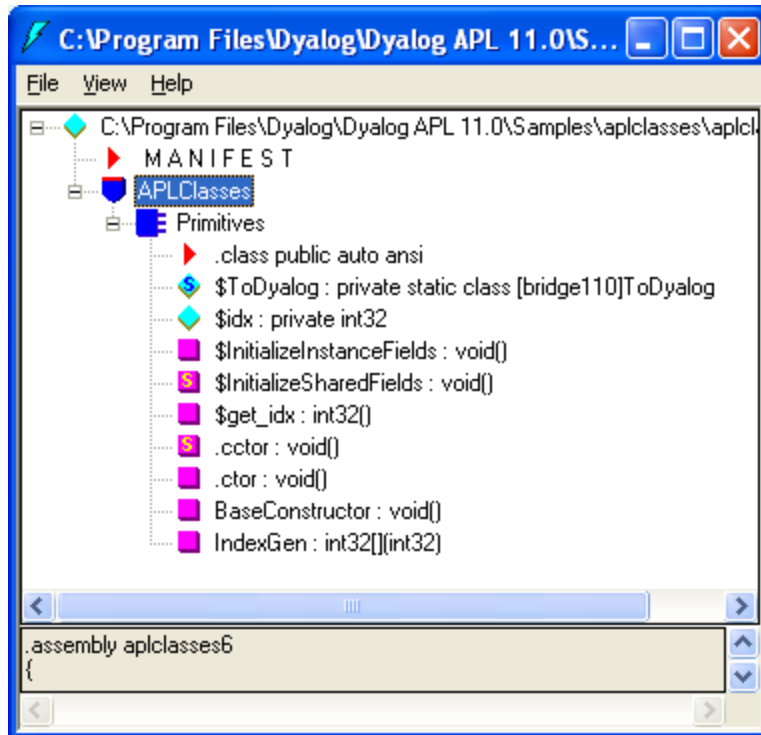 C:\Program Files\Dyalog\Dyalog APL 11.0\S...
File View Help
C:\Program Files\Dyalog\Dyalog APL 11.0\Samples\aplclasses\aplcl
M A N I F E S T
APLClasses
Primitives
.class public auto ansi
$ToDyalog : private static class [bridge110]ToDyalog
$idx : private int32
$InitializeInstanceFields : void()
S $InitializeSharedFields : void()
$get_idx : int32()
S .cctor : void()
.ctor : void()
BaseConstructor : void()
IndexGen : int32[](int32)
.assembly aplclasses6
{